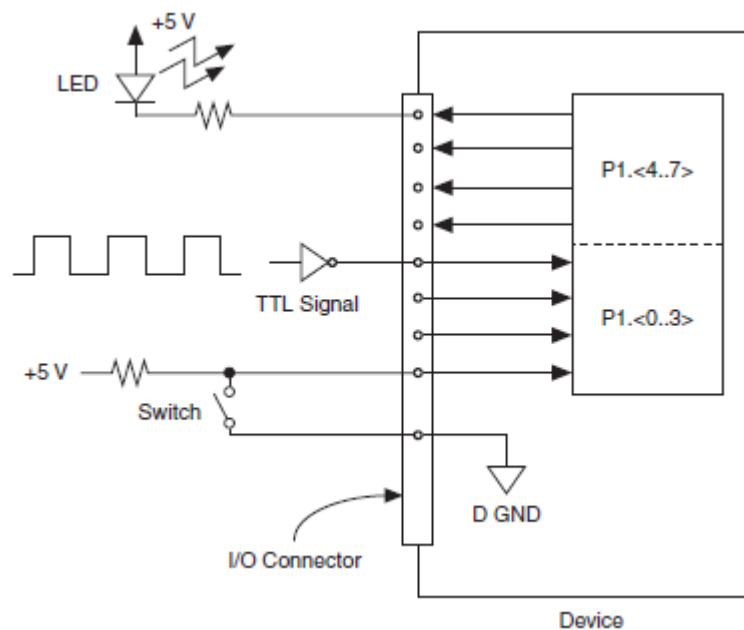 +5 V
LED
P1.<4..7>
TTL Signal
P1.<0..3>
+5 V
Switch
D GND
I/O Connector
Device